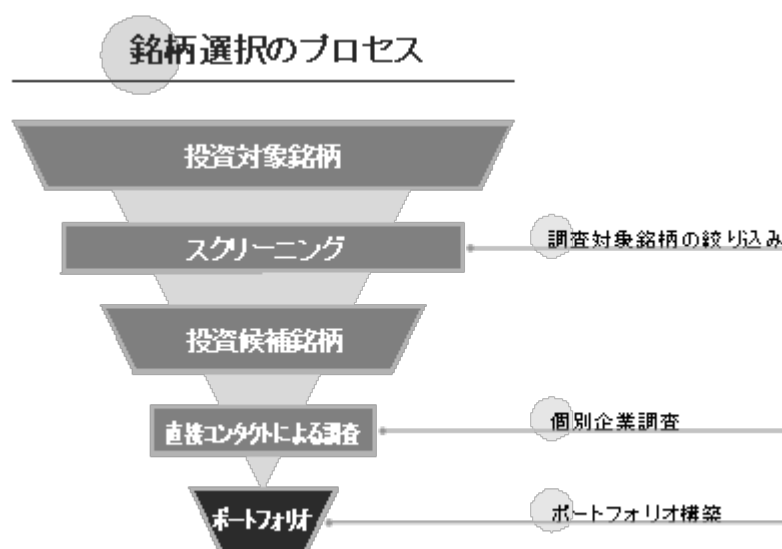 銘柄選択のプロセス
投資対象銘柄
スクリーニング
調査対象銘柄の絞り込み
投資候補銘柄
直接コンタクトによる調査
個別企業調査
ポートフォリオ
ポートフォリオ構築